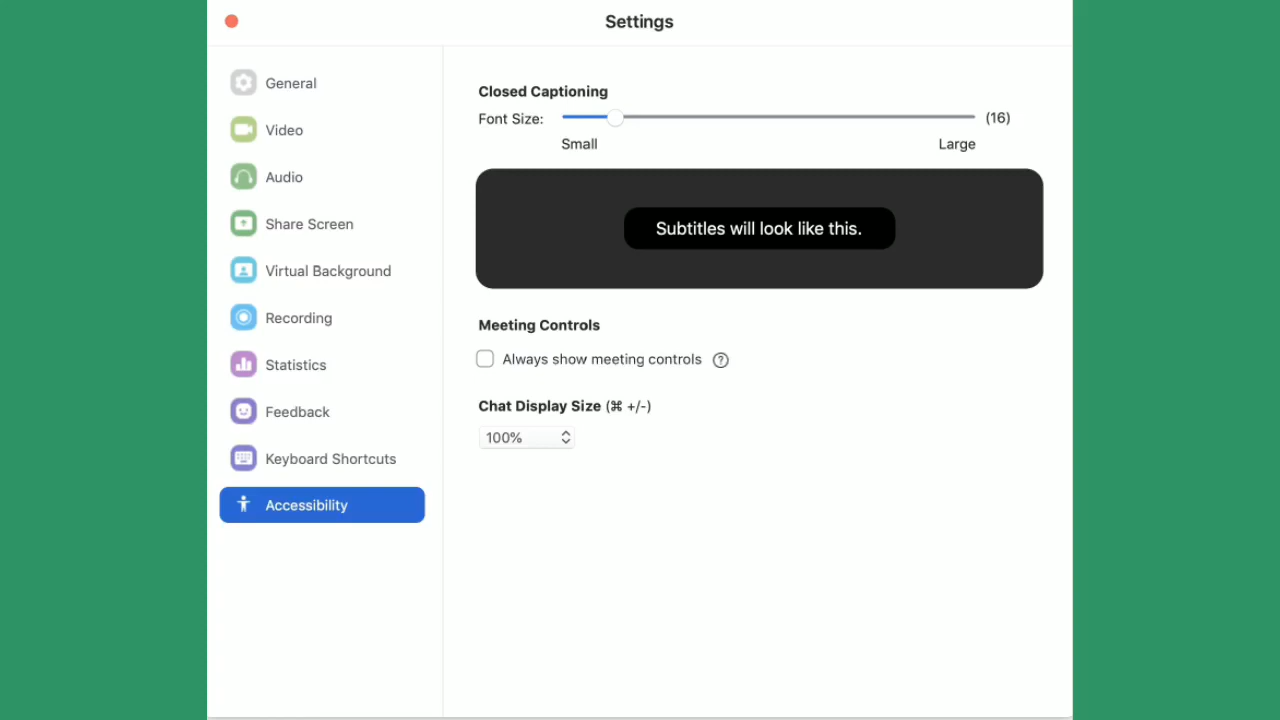 Settings
General
Video
Audio
Share Screen
Virtual Background
Recording
Statistics
Feedback
Keyboard Shortcuts
Accessibility
Closed Captioning
Font Size: (16)
Small Large
Subtitles will look like this.
Meeting Controls
Always show meeting controls ?
Chat Display Size (⌘ +/-)
100%